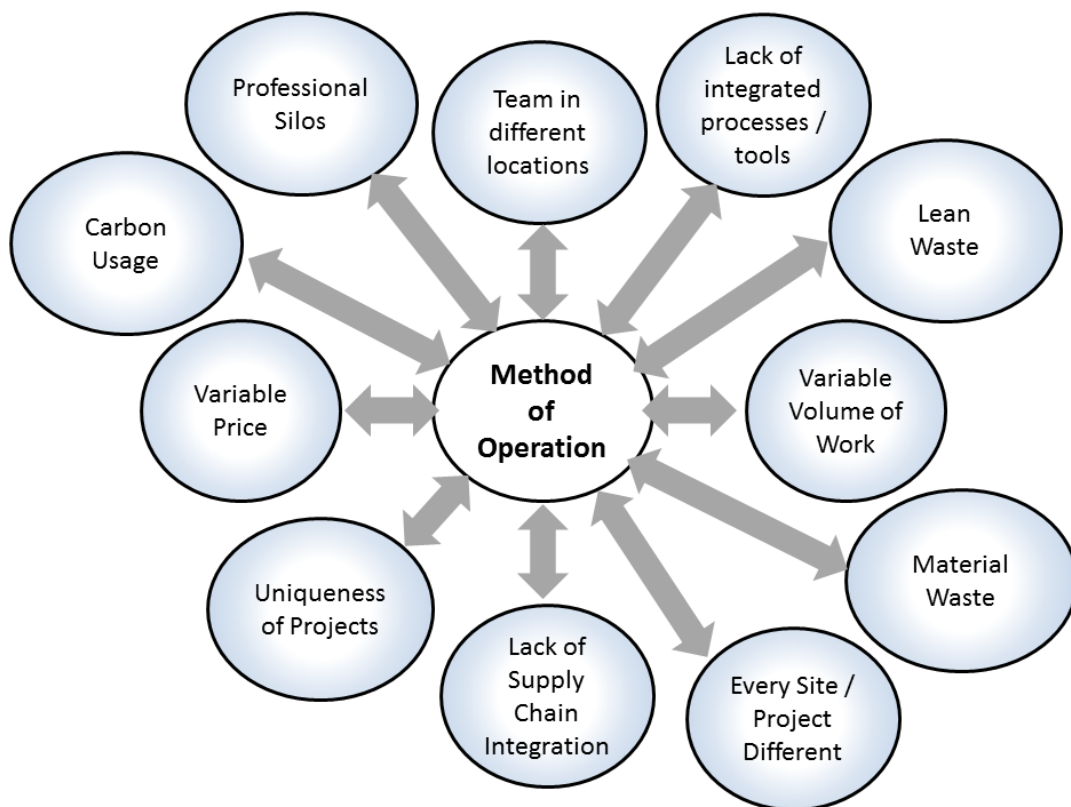 Professional
Silos
Team in
different
locations
Lack of
integrated
processes /
tools
Carbon
Usage
Lean
Waste
Variable
Price
Method
of
Operation
Variable
Volume of
Work
Uniqueness
of Projects
Lack of
Supply
Chain
Integration
Every Site /
Project
Different
Material
Waste